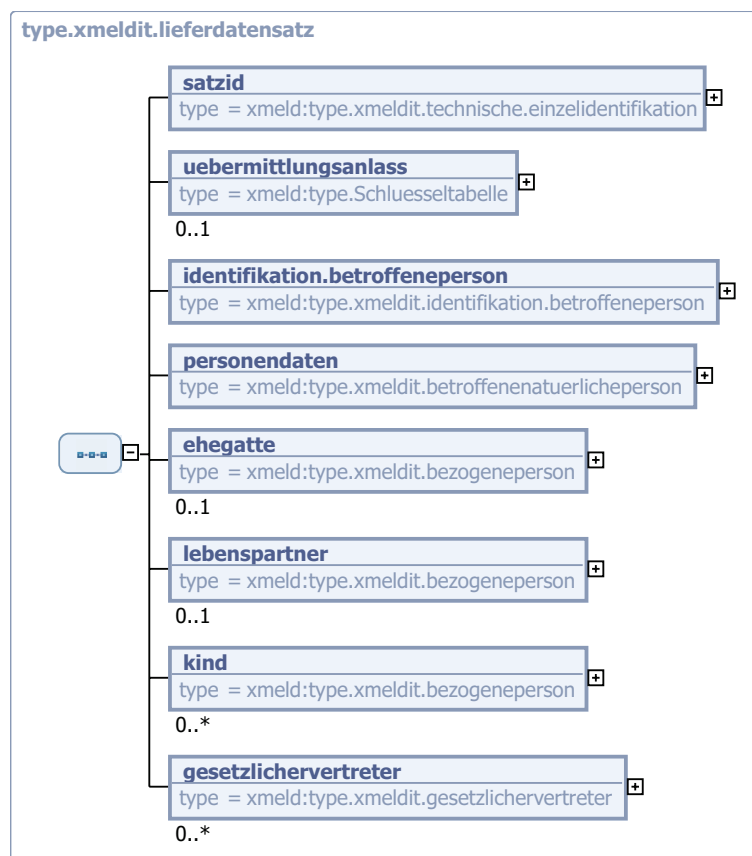 type.xmeldit.lieferdatensatz
satzid
type = xmeld:type.xmeldit.technische.einzelidentifikation
uebermittlungsanlass
type = xmeld:type.Schluesseltabelle
0..1
identifikation.betroffeneperson
type = xmeld:type.xmeldit.identifikation.betroffeneperson
personendaten
type = xmeld:type.xmeldit.betroffenenatuerlicheperson
ehegatte
type = xmeld:type.xmeldit.bezogeneperson
0..1
lebenspartner
type = xmeld:type.xmeldit.bezogeneperson
0..1
kind
type = xmeld:type.xmeldit.bezogeneperson
0..*
gesetzlichervertreter
type = xmeld:type.xmeldit.gesetzlichervertreter
0..*